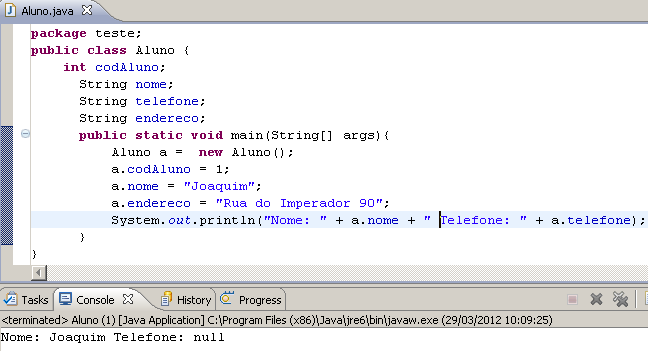 Aluno.java
package teste;
public class Aluno {
int codAluno;
String nome;
String telefone;
String endereco;
public static void main(String[] args){
Aluno a =  new Aluno();
a.codAluno = 1;
a.nome = "Joaquim";
a.endereco = "Rua do Imperador 90";
System.out.println("Nome: " + a.nome + " Telefone: " + a.telefone);
}
}
Tasks Console History Progress
<terminated> Aluno (1) [Java Application] C:\Program Files (x86)\Java\jre6\bin\javaw.exe (29/03/2012 10:09:25)
Nome: Joaquim Telefone: null